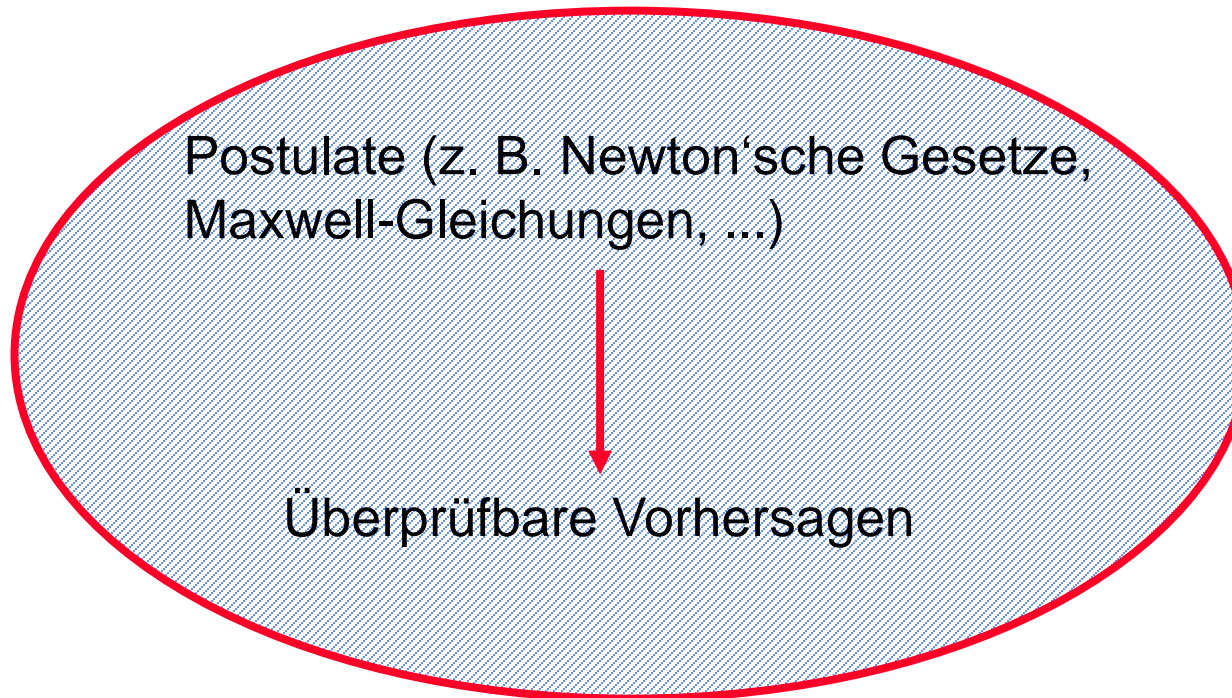 Postulate (z. B. Newton‘sche Gesetze,
Maxwell-Gleichungen, ...)
Überprüfbare Vorhersagen